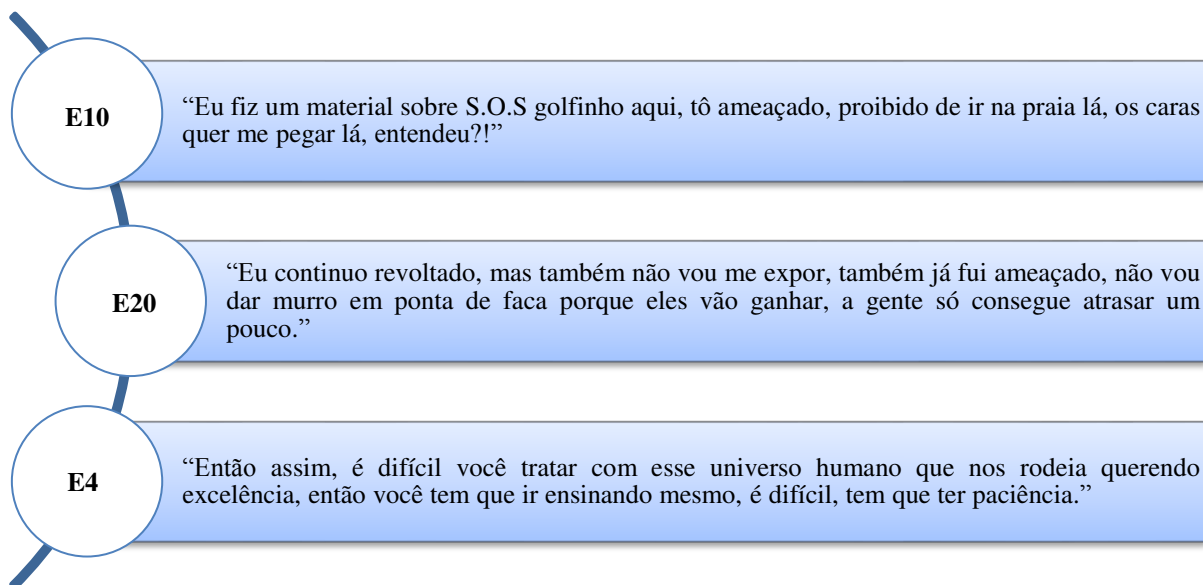 E10
“Eu fiz um material sobre S.O.S golfinho aqui, tô ameaçado, proibido de ir na praia lá, os caras
quer me pegar lá, entendeu?!”
E20
“Eu continuo revoltado, mas também não vou me expor, também já fui ameaçado, não vou
dar murro em ponta de faca porque eles vão ganhar, a gente só consegue atrasar um
pouco.”
E4
“Então assim, é difícil você tratar com esse universo humano que nos rodeia querendo
excelência, então você tem que ir ensinando mesmo, é difícil, tem que ter paciência.”